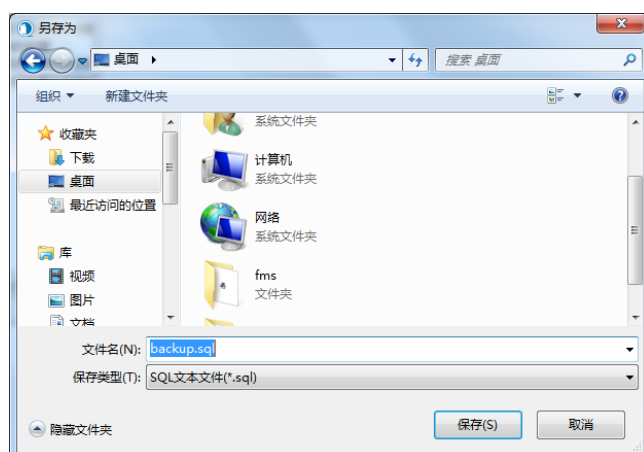 另存为
桌面
搜索 桌面
组织
新建文件夹
收藏夹
下载
桌面
最近访问的位置
库
视频
图片
文档
系统文件夹
计算机
系统文件夹
网络
系统文件夹
fms
文件夹
文件名(N): backup.sql
保存类型(T): SQL文本文件(*.sql)
隐藏文件夹
保存(S)
取消